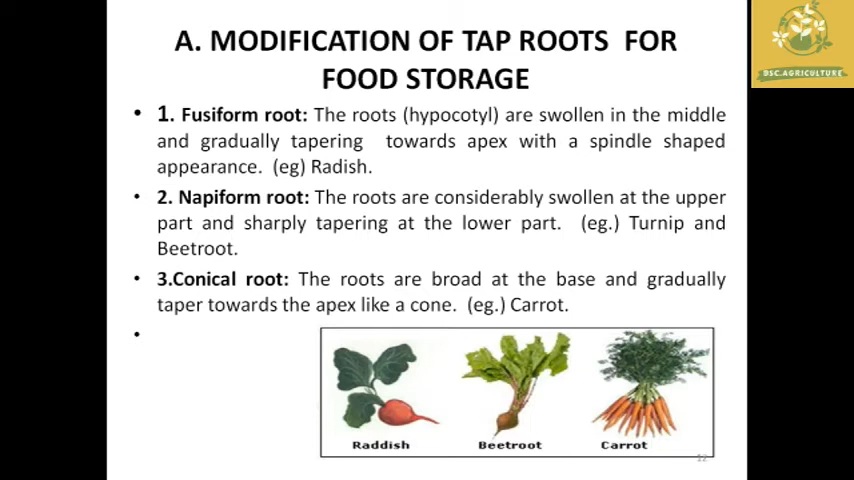 A. MODIFICATION OF TAP ROOTS FOR
FOOD STORAGE
BSC.AGRICULTURE
• 1. Fusiform root: The roots (hypocotyl) are swollen in the middle
and gradually tapering towards apex with a spindle shaped
appearance. (eg) Radish.
• 2. Napiform root: The roots are considerably swollen at the upper
part and sharply tapering at the lower part. (eg.) Turnip and
Beetroot.
• 3.Conical root: The roots are broad at the base and gradually
taper towards the apex like a cone. (eg.) Carrot.
•
Raddish Beetroot Carrot
12